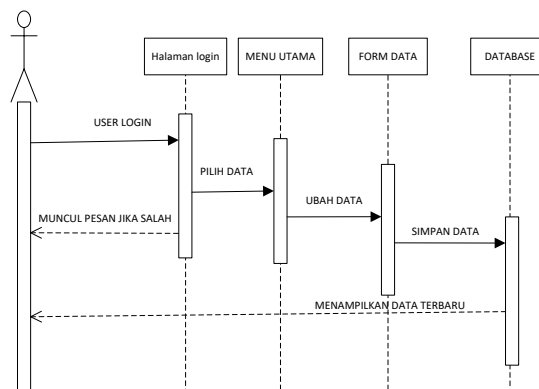 Halaman login
MENU UTAMA
FORM DATA
DATABASE
USER LOGIN
PILIH DATA
UBAH DATA
MUNCUL PESAN JIKA SALAH
SIMPAN DATA
MENAMPILKAN DATA TERBARU